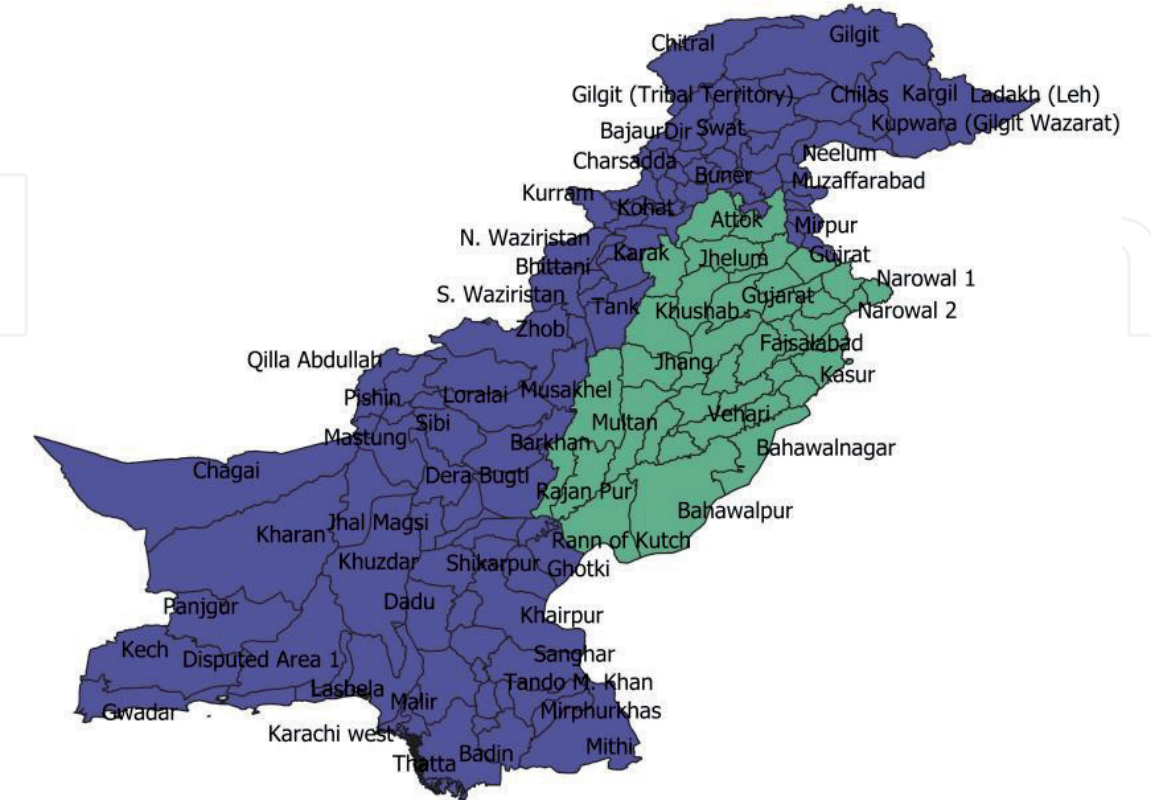 Gilgit
Chitral
Gilgit (Tribal Territory)
Chilas
Kargil
Ladakh (Leh)
Kupwara (Gilgit Wazarat)
Bajaur
Dir
Swat
Neelum
Charsadda
Buner
Muzaffarabad
Kurram
Kohat
Attok
Mirpur
N. Waziristan
Karak
Jhelum
Gujrat
Bhittani
Narowal 1
S. Waziristan
Tank
Khushab
Gujarat
Narowal 2
Zhob
Faisalabad
Qilla Abdullah
Jhang
Kasur
Pishin
Loralai
Musakhel
Sibi
Multan
Vehari
Mastung
Barkhan
Bahawalnagar
Chagai
Dera Bugti
Rajan Pur
Bahawalpur
Jhal Magsi
Kharan
Rann of Kutch
Khuzdar
Shikarpur
Ghotki
Panjgur
Dadu
Khairpur
Kech
Disputed Area 1
Sanghar
Lasbela
Tando M. Khan
Malir
Gwadar
Mirphurkhas
Karachi west
Mithi
Badin
Thatta